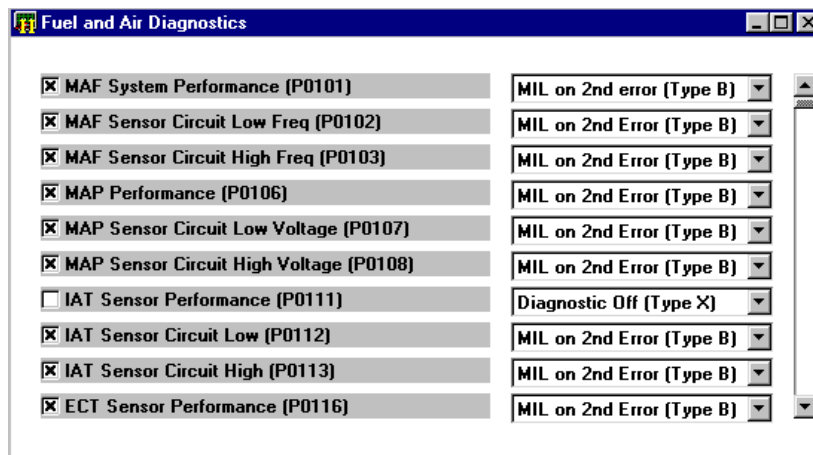 Fuel and Air Diagnostics
MAF System Performance (P0101) MIL on 2nd error (Type B)
MAF Sensor Circuit Low Freq (P0102) MIL on 2nd Error (Type B)
MAF Sensor Circuit High Freq (P0103) MIL on 2nd Error (Type B)
MAP Performance (P0106) MIL on 2nd Error (Type B)
MAP Sensor Circuit Low Voltage (P0107) MIL on 2nd Error (Type B)
MAP Sensor Circuit High Voltage (P0108) MIL on 2nd Error (Type B)
IAT Sensor Performance (P0111) Diagnostic Off (Type X)
IAT Sensor Circuit Low (P0112) MIL on 2nd Error (Type B)
IAT Sensor Circuit High (P0113) MIL on 2nd Error (Type B)
ECT Sensor Performance (P0116) MIL on 2nd Error (Type B)